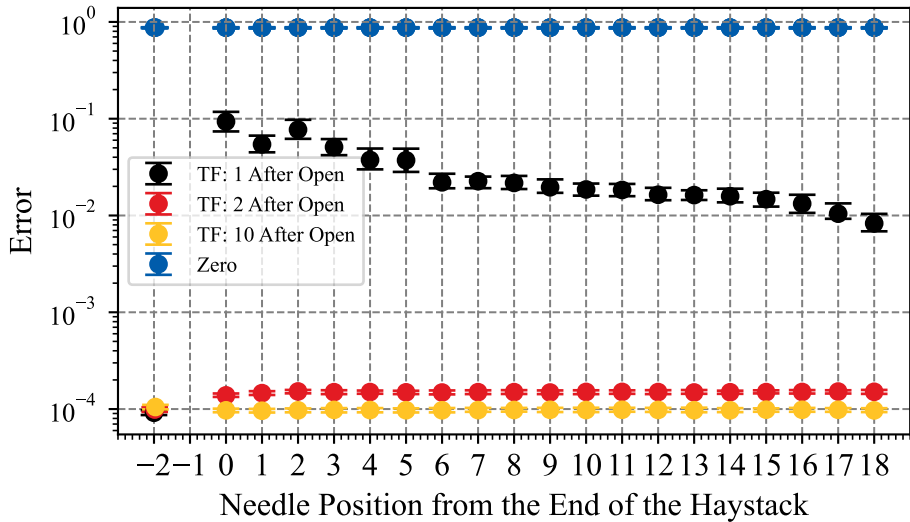 10^0
10^{-1}
10^{-2}
10^{-3}
10^{-4}
Error
TF: 1 After Open
TF: 2 After Open
TF: 10 After Open
Zero
−2 −1 0 1 2 3 4 5 6 7 8 9 10 11 12 13 14 15 16 17 18
Needle Position from the End of the Haystack